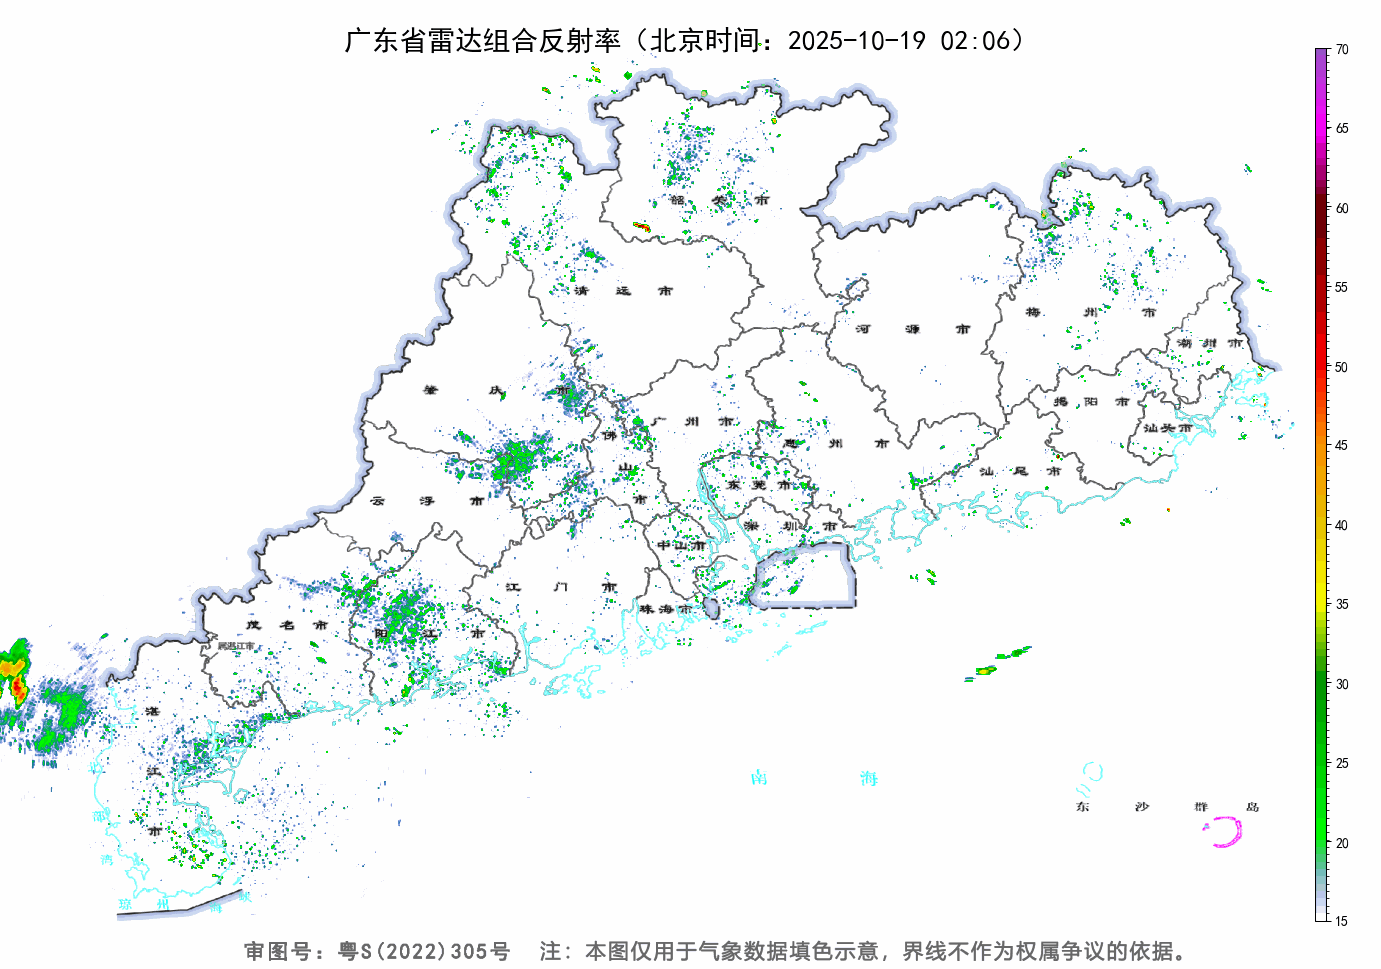 广东省雷达组合反射率（北京时间：2025-10-19 02:06）
70
65
60
55
50
45
40
35
30
25
20
15
韶 关 市
清 远 市
梅 州 市
河 源 市
潮 州 市
肇 庆 市
揭 阳 市
广 州 市
汕头市
佛 山 市
惠 州 市
汕 尾 市
东 莞 市
云 浮 市
深 圳 市
中山市
江 门 市
珠海市
茂 名 市
阳 江 市
属湛江市
湛 江 市
南 海
东 沙 群 岛
琼 州 海 峡
审图号：粤S(2022)305号 注：本图仅用于气象数据填色示意，界线不作为权属争议的依据。